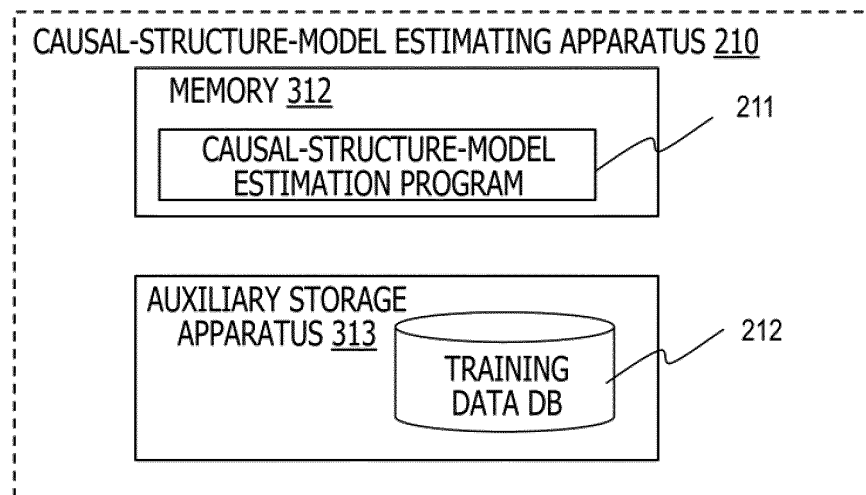 CAUSAL-STRUCTURE-MODEL ESTIMATING APPARATUS 210
MEMORY 312
211
CAUSAL-STRUCTURE-MODEL
ESTIMATION PROGRAM
AUXILIARY STORAGE
APPARATUS 313
212
TRAINING
DATA DB